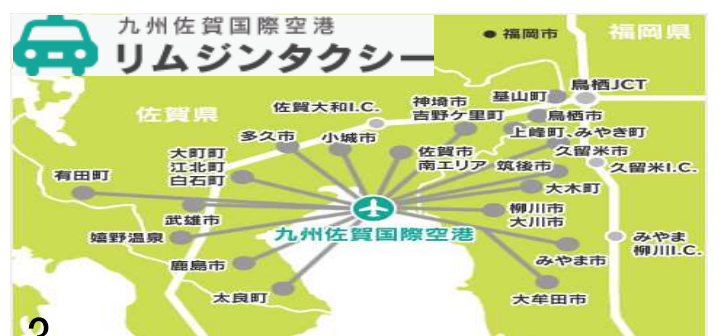 九州佐賀国際空港
リムジンタクシー
福岡市
福岡県
佐賀県
佐賀大和I.C.
神埼市
吉野ケ里町
基山町
鳥栖JCT
鳥栖市
上峰町、みやき町
久留米市
久留米I.C.
多久市
小城市
佐賀市
南エリア
筑後市
大木町
大町町
江北町
白石町
有田町
武雄市
嬉野温泉
鹿島市
太良町
九州佐賀国際空港
柳川市
大川市
みやま
柳川I.C.
みやま市
大牟田市